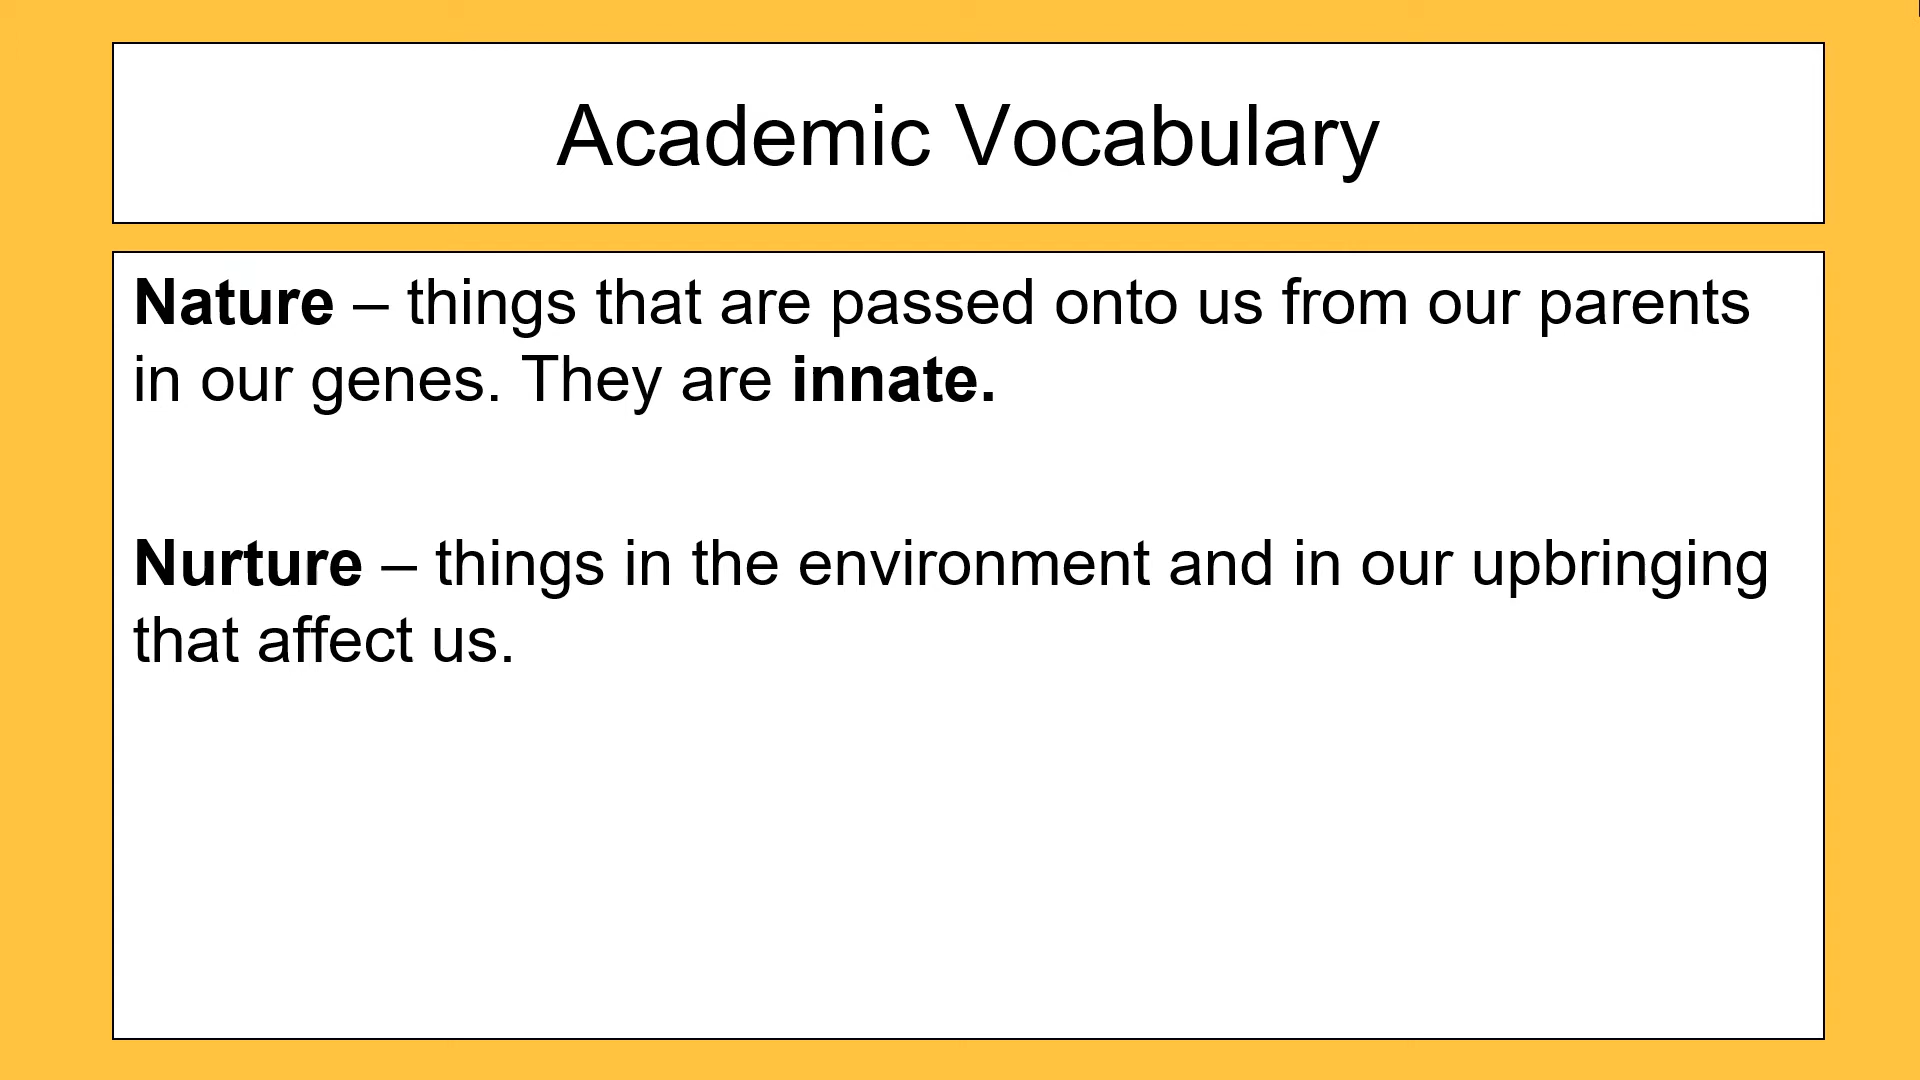 Academic Vocabulary
Nature – things that are passed onto us from our parents
in our genes. They are innate.
Nurture – things in the environment and in our upbringing
that affect us.